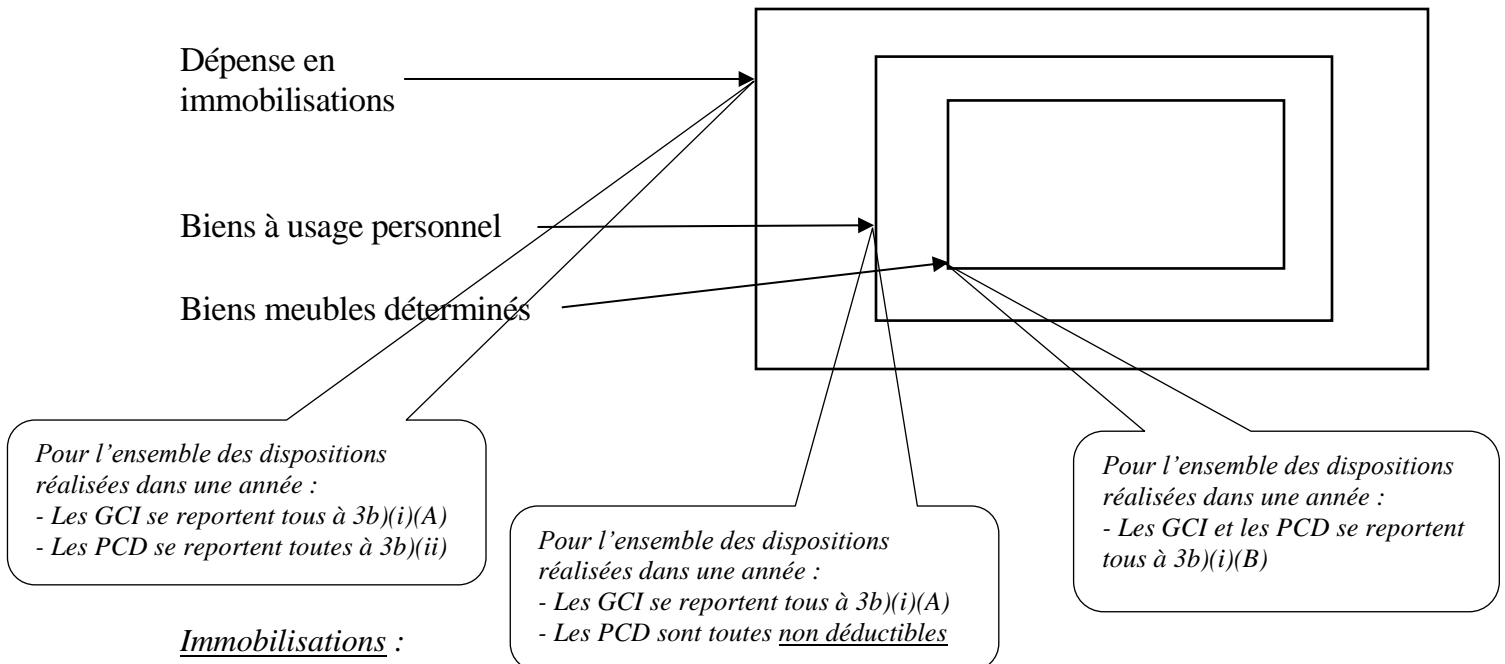 Dépense en
immobilisations
Biens à usage personnel
Biens meubles déterminés
Pour l'ensemble des dispositions
réalisées dans une année :
- Les GCI se reportent tous à 3b)(i)(A)
- Les PCD se reportent toutes à 3b)(ii)
Pour l'ensemble des dispositions
réalisées dans une année :
- Les GCI se reportent tous à 3b)(i)(A)
- Les PCD sont toutes non déductibles
Pour l'ensemble des dispositions
réalisées dans une année :
- Les GCI et les PCD se reportent
tous à 3b)(i)(B)
Immobilisations :